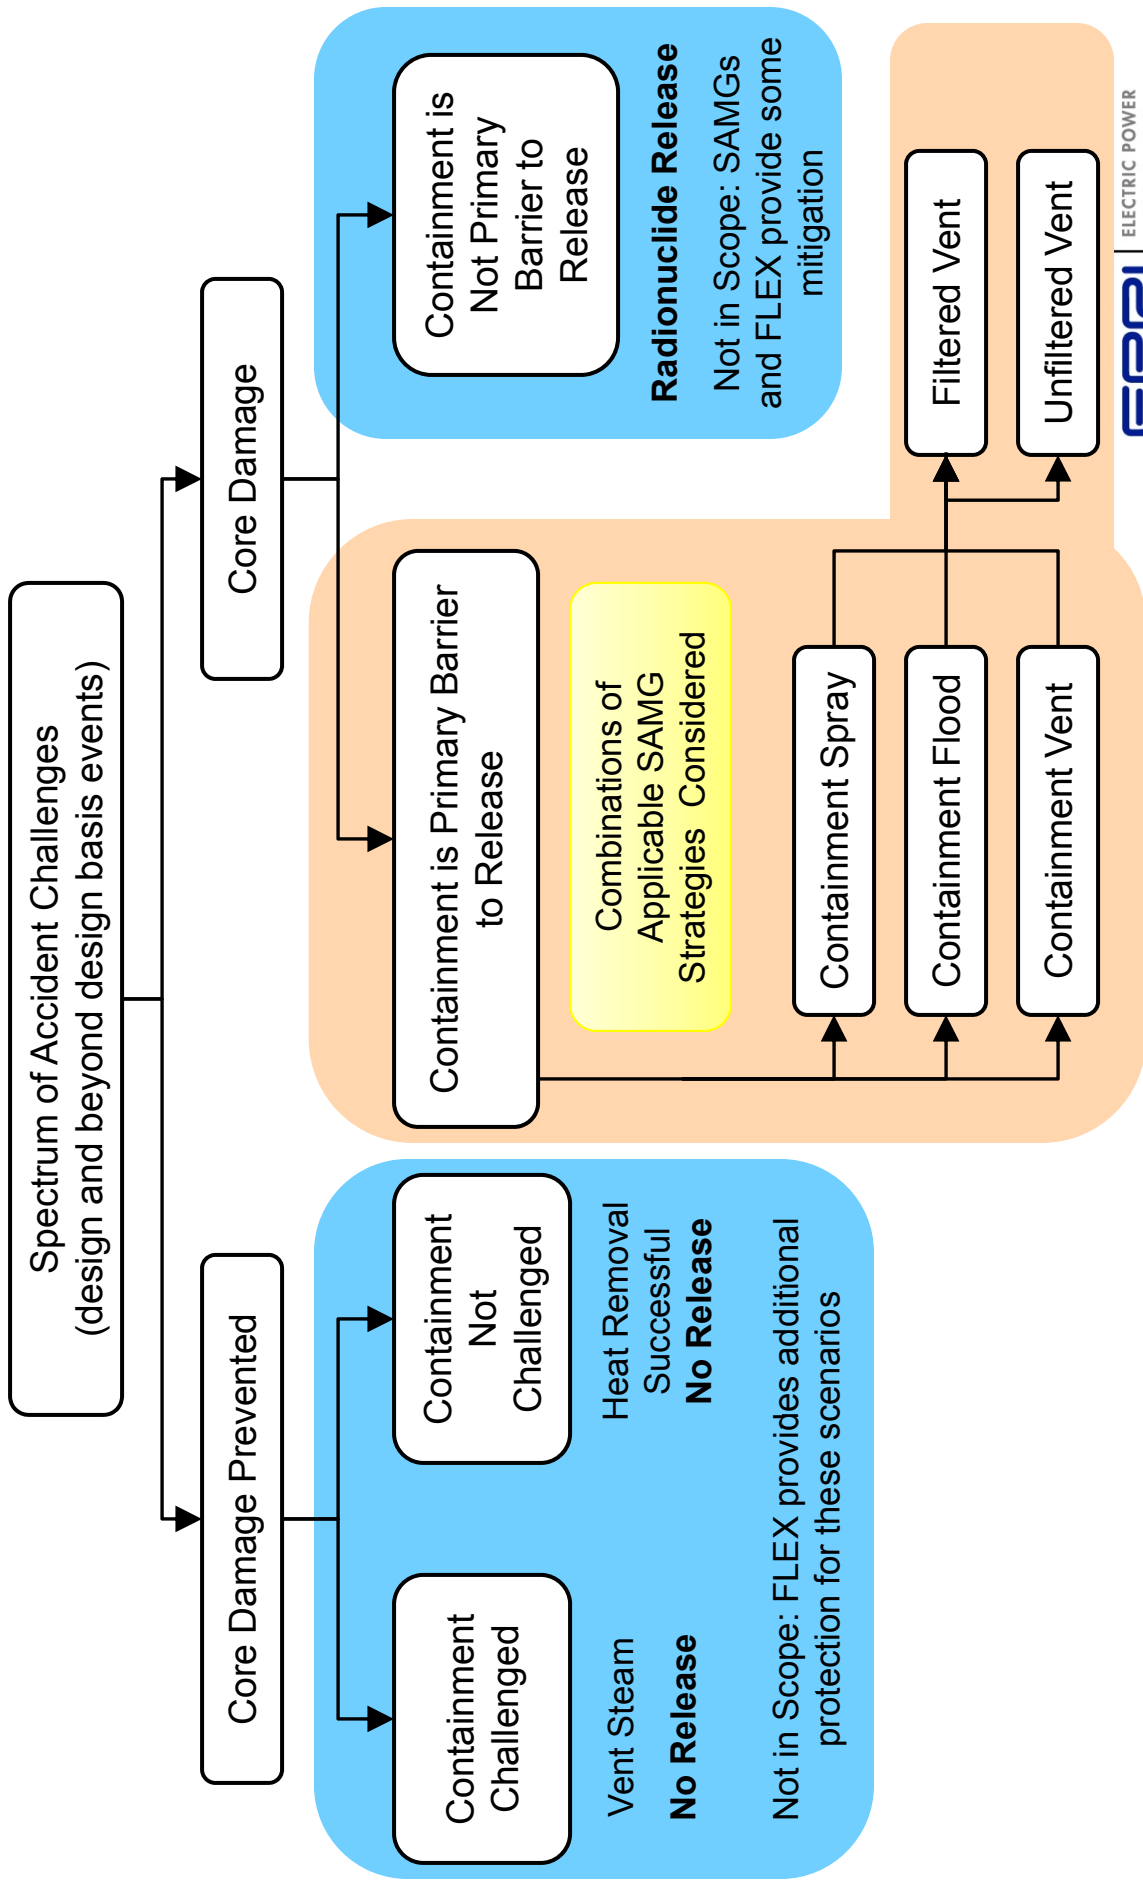 Spectrum of Accident Challenges
(design and beyond design basis events)
Core Damage Prevented
Core Damage
Containment
Challenged
Containment
Not
Challenged
Containment is Primary Barrier
to Release
Containment is
Not Primary
Barrier to
Release
Vent Steam
No Release
Heat Removal
Successful
No Release
Not in Scope: FLEX provides additional
protection for these scenarios
Combinations of
Applicable SAMG
Strategies Considered
Radionuclide Release
Not in Scope: SAMGs
and FLEX provide some
mitigation
Containment Spray
Containment Flood
Containment Vent
Filtered Vent
Unfiltered Vent
EPRI
ELECTRIC POWER